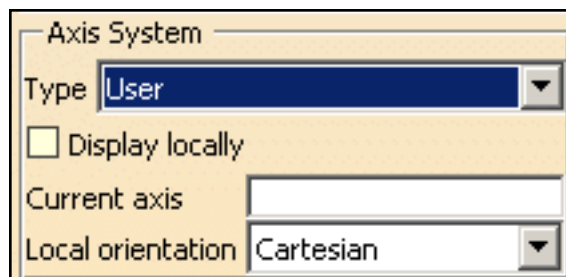 Axis System
Type User
Display locally
Current axis
Local orientation Cartesian